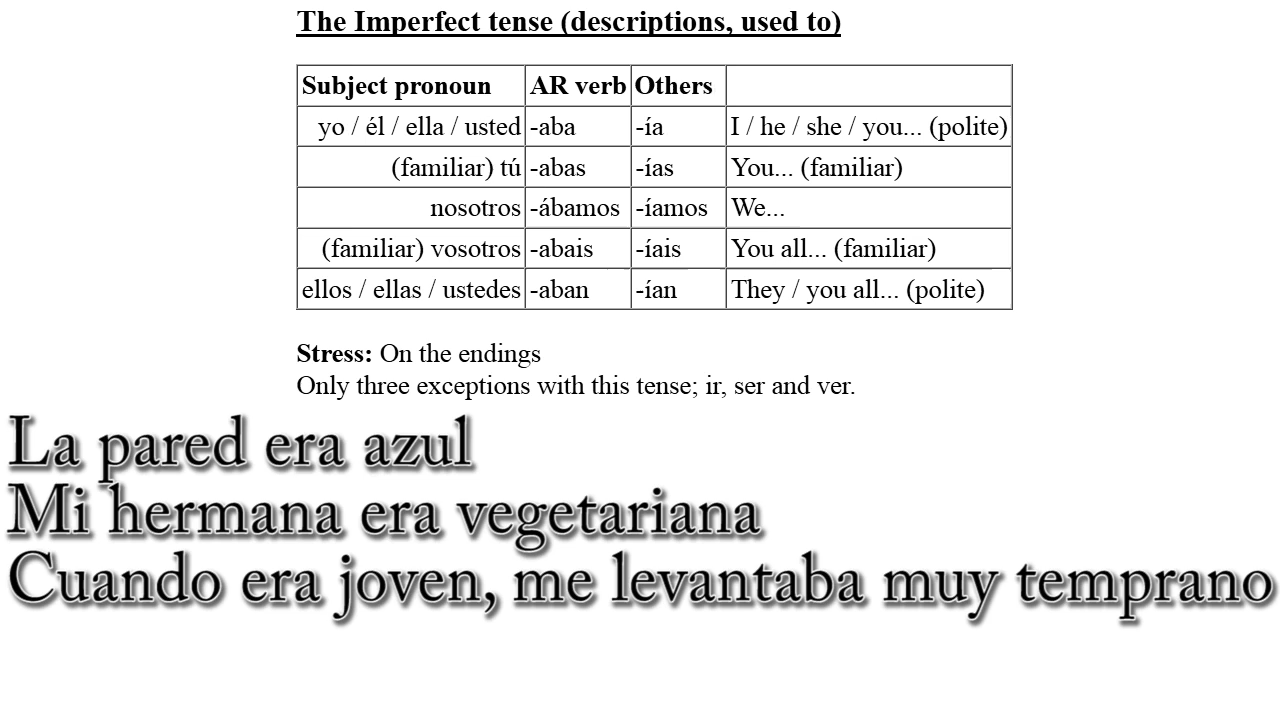 The Imperfect tense (descriptions, used to)
Subject pronoun AR verb Others
yo / él / ella / usted -aba -ía I / he / she / you... (polite)
(familiar) tú -abas -ías You... (familiar)
nosotros -ábamos -íamos We...
(familiar) vosotros -abais -íais You all... (familiar)
ellos / ellas / ustedes -aban -ían They / you all... (polite)
Stress: On the endings
Only three exceptions with this tense; ir, ser and ver.
La pared era azul
Mi hermana era vegetariana
Cuando era joven, me levantaba muy temprano